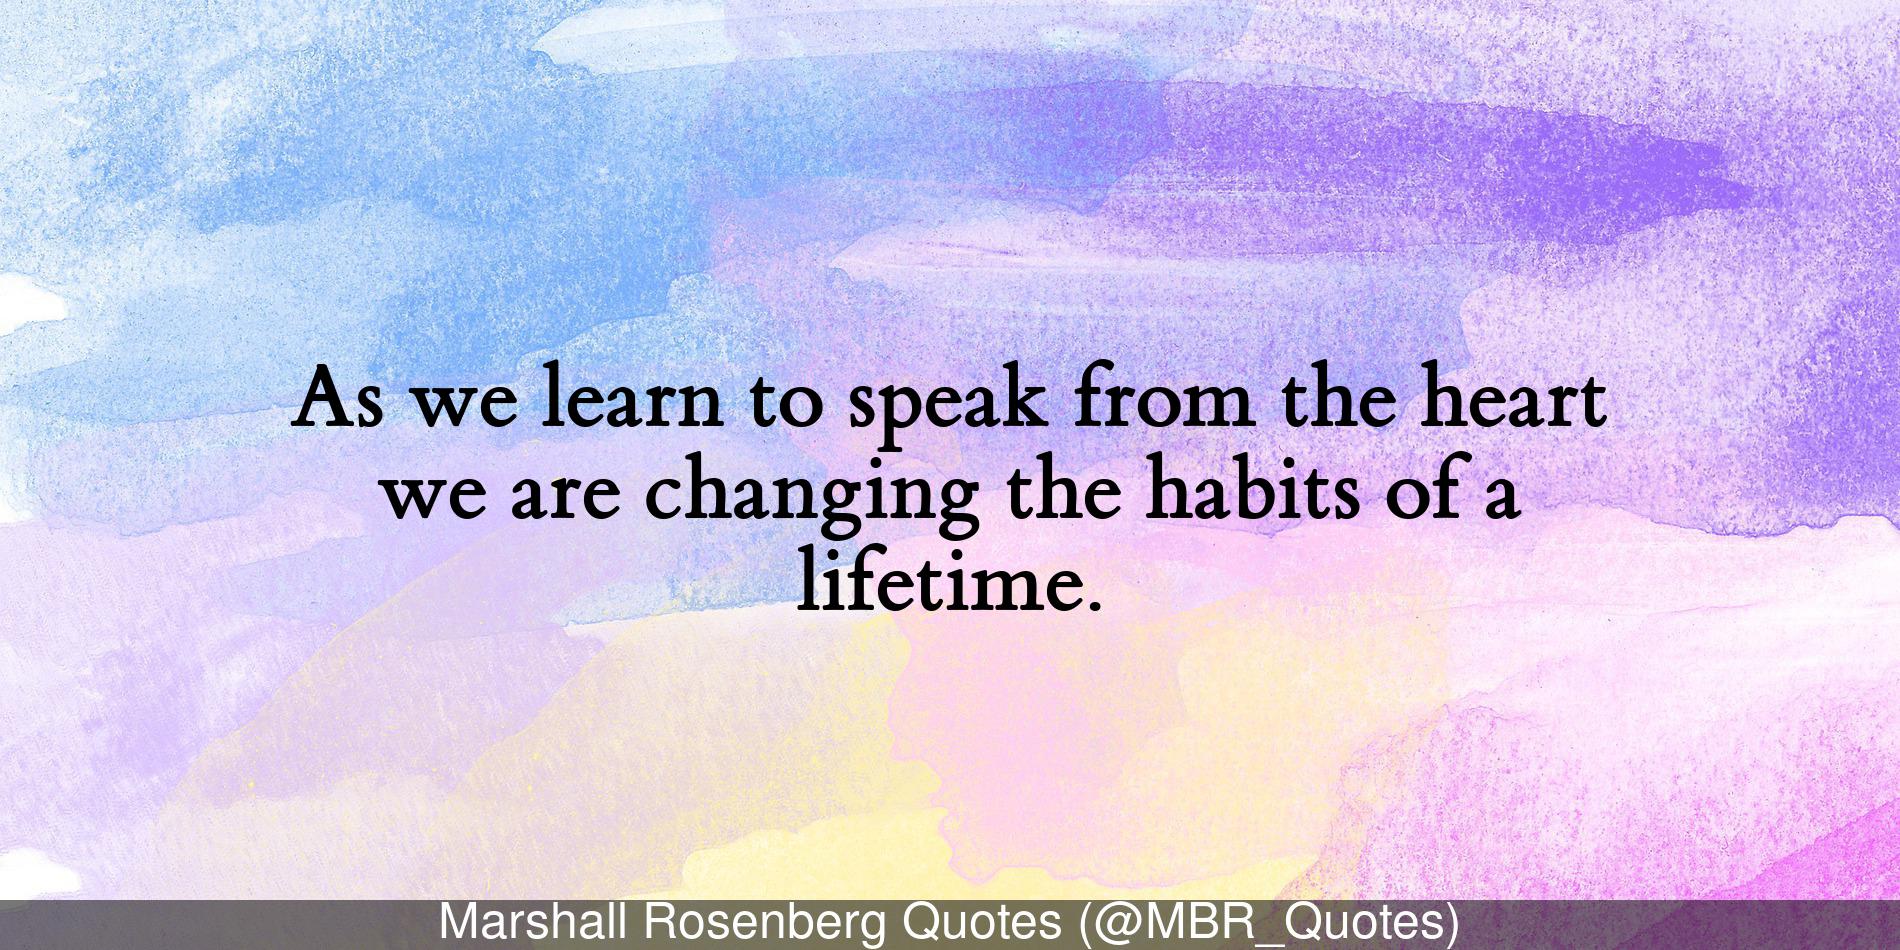 As we learn to speak from the heart
we are changing the habits of a
lifetime.
Marshall Rosenberg Quotes (@MBR_Quotes)